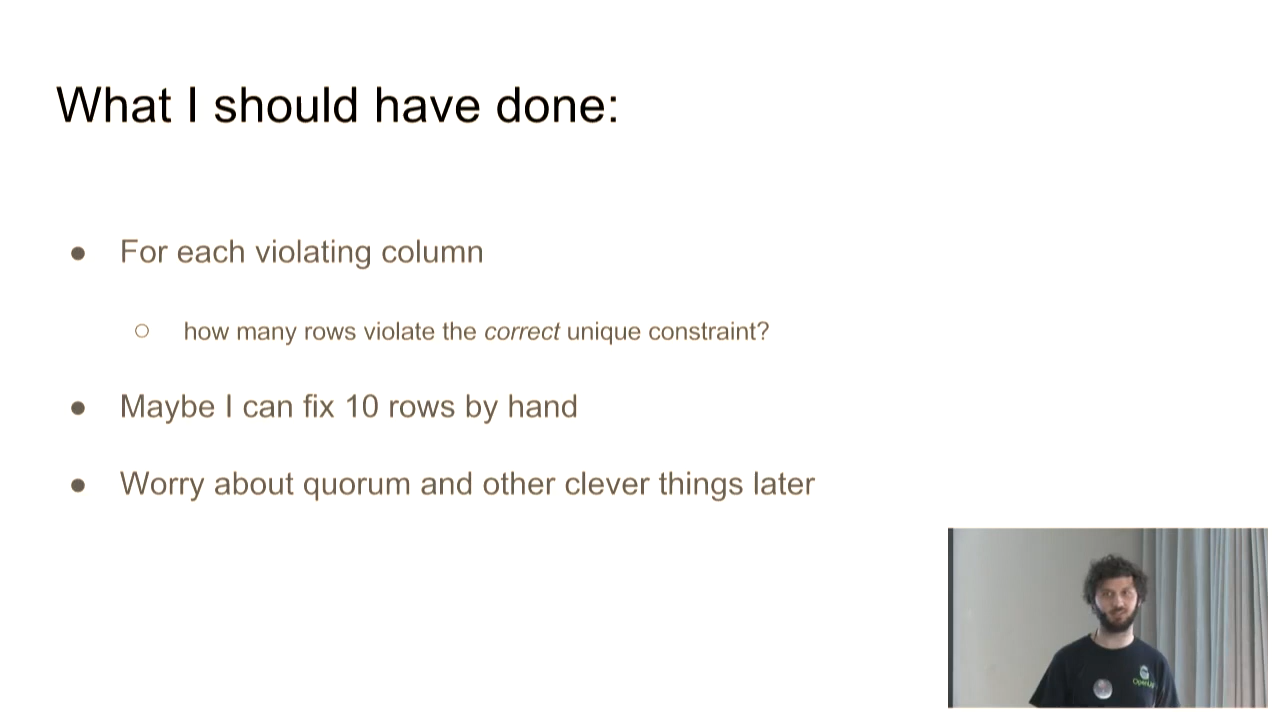 What I should have done:
● For each violating column
○ how many rows violate the correct unique constraint?
● Maybe I can fix 10 rows by hand
● Worry about quorum and other clever things later